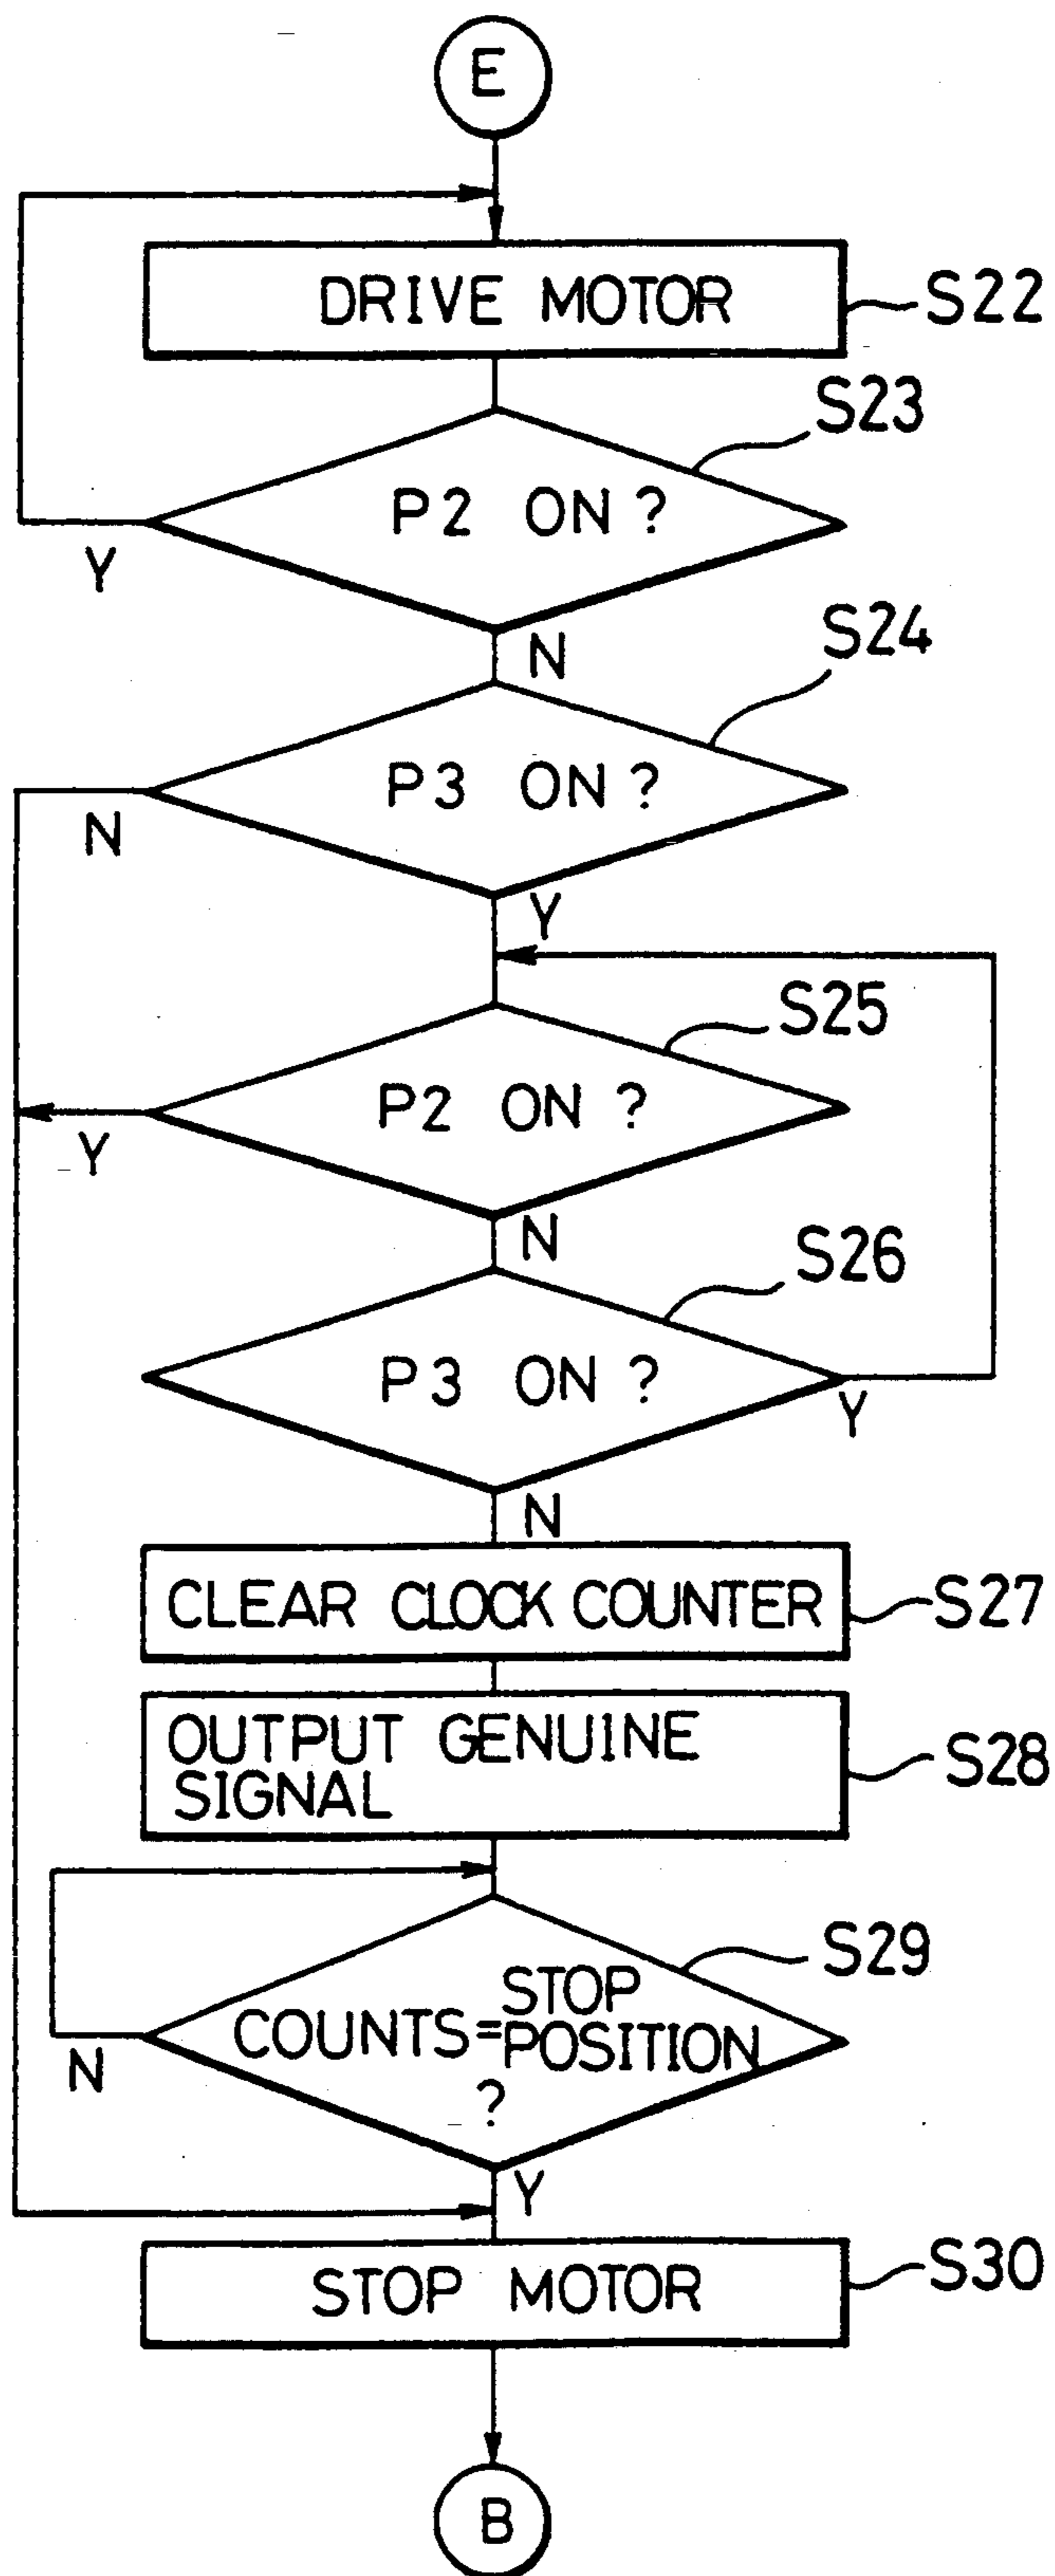 E
DRIVE MOTOR
S22
S23
P2 ON ?
Y
N
S24
P3 ON ?
N
Y
S25
P2 ON ?
Y
N
S26
P3 ON ?
Y
N
CLEAR CLOCK COUNTER
S27
OUTPUT GENUINE
SIGNAL
S28
S29
STOP
COUNTS=POSITION
?
N
Y
STOP MOTOR
S30
B